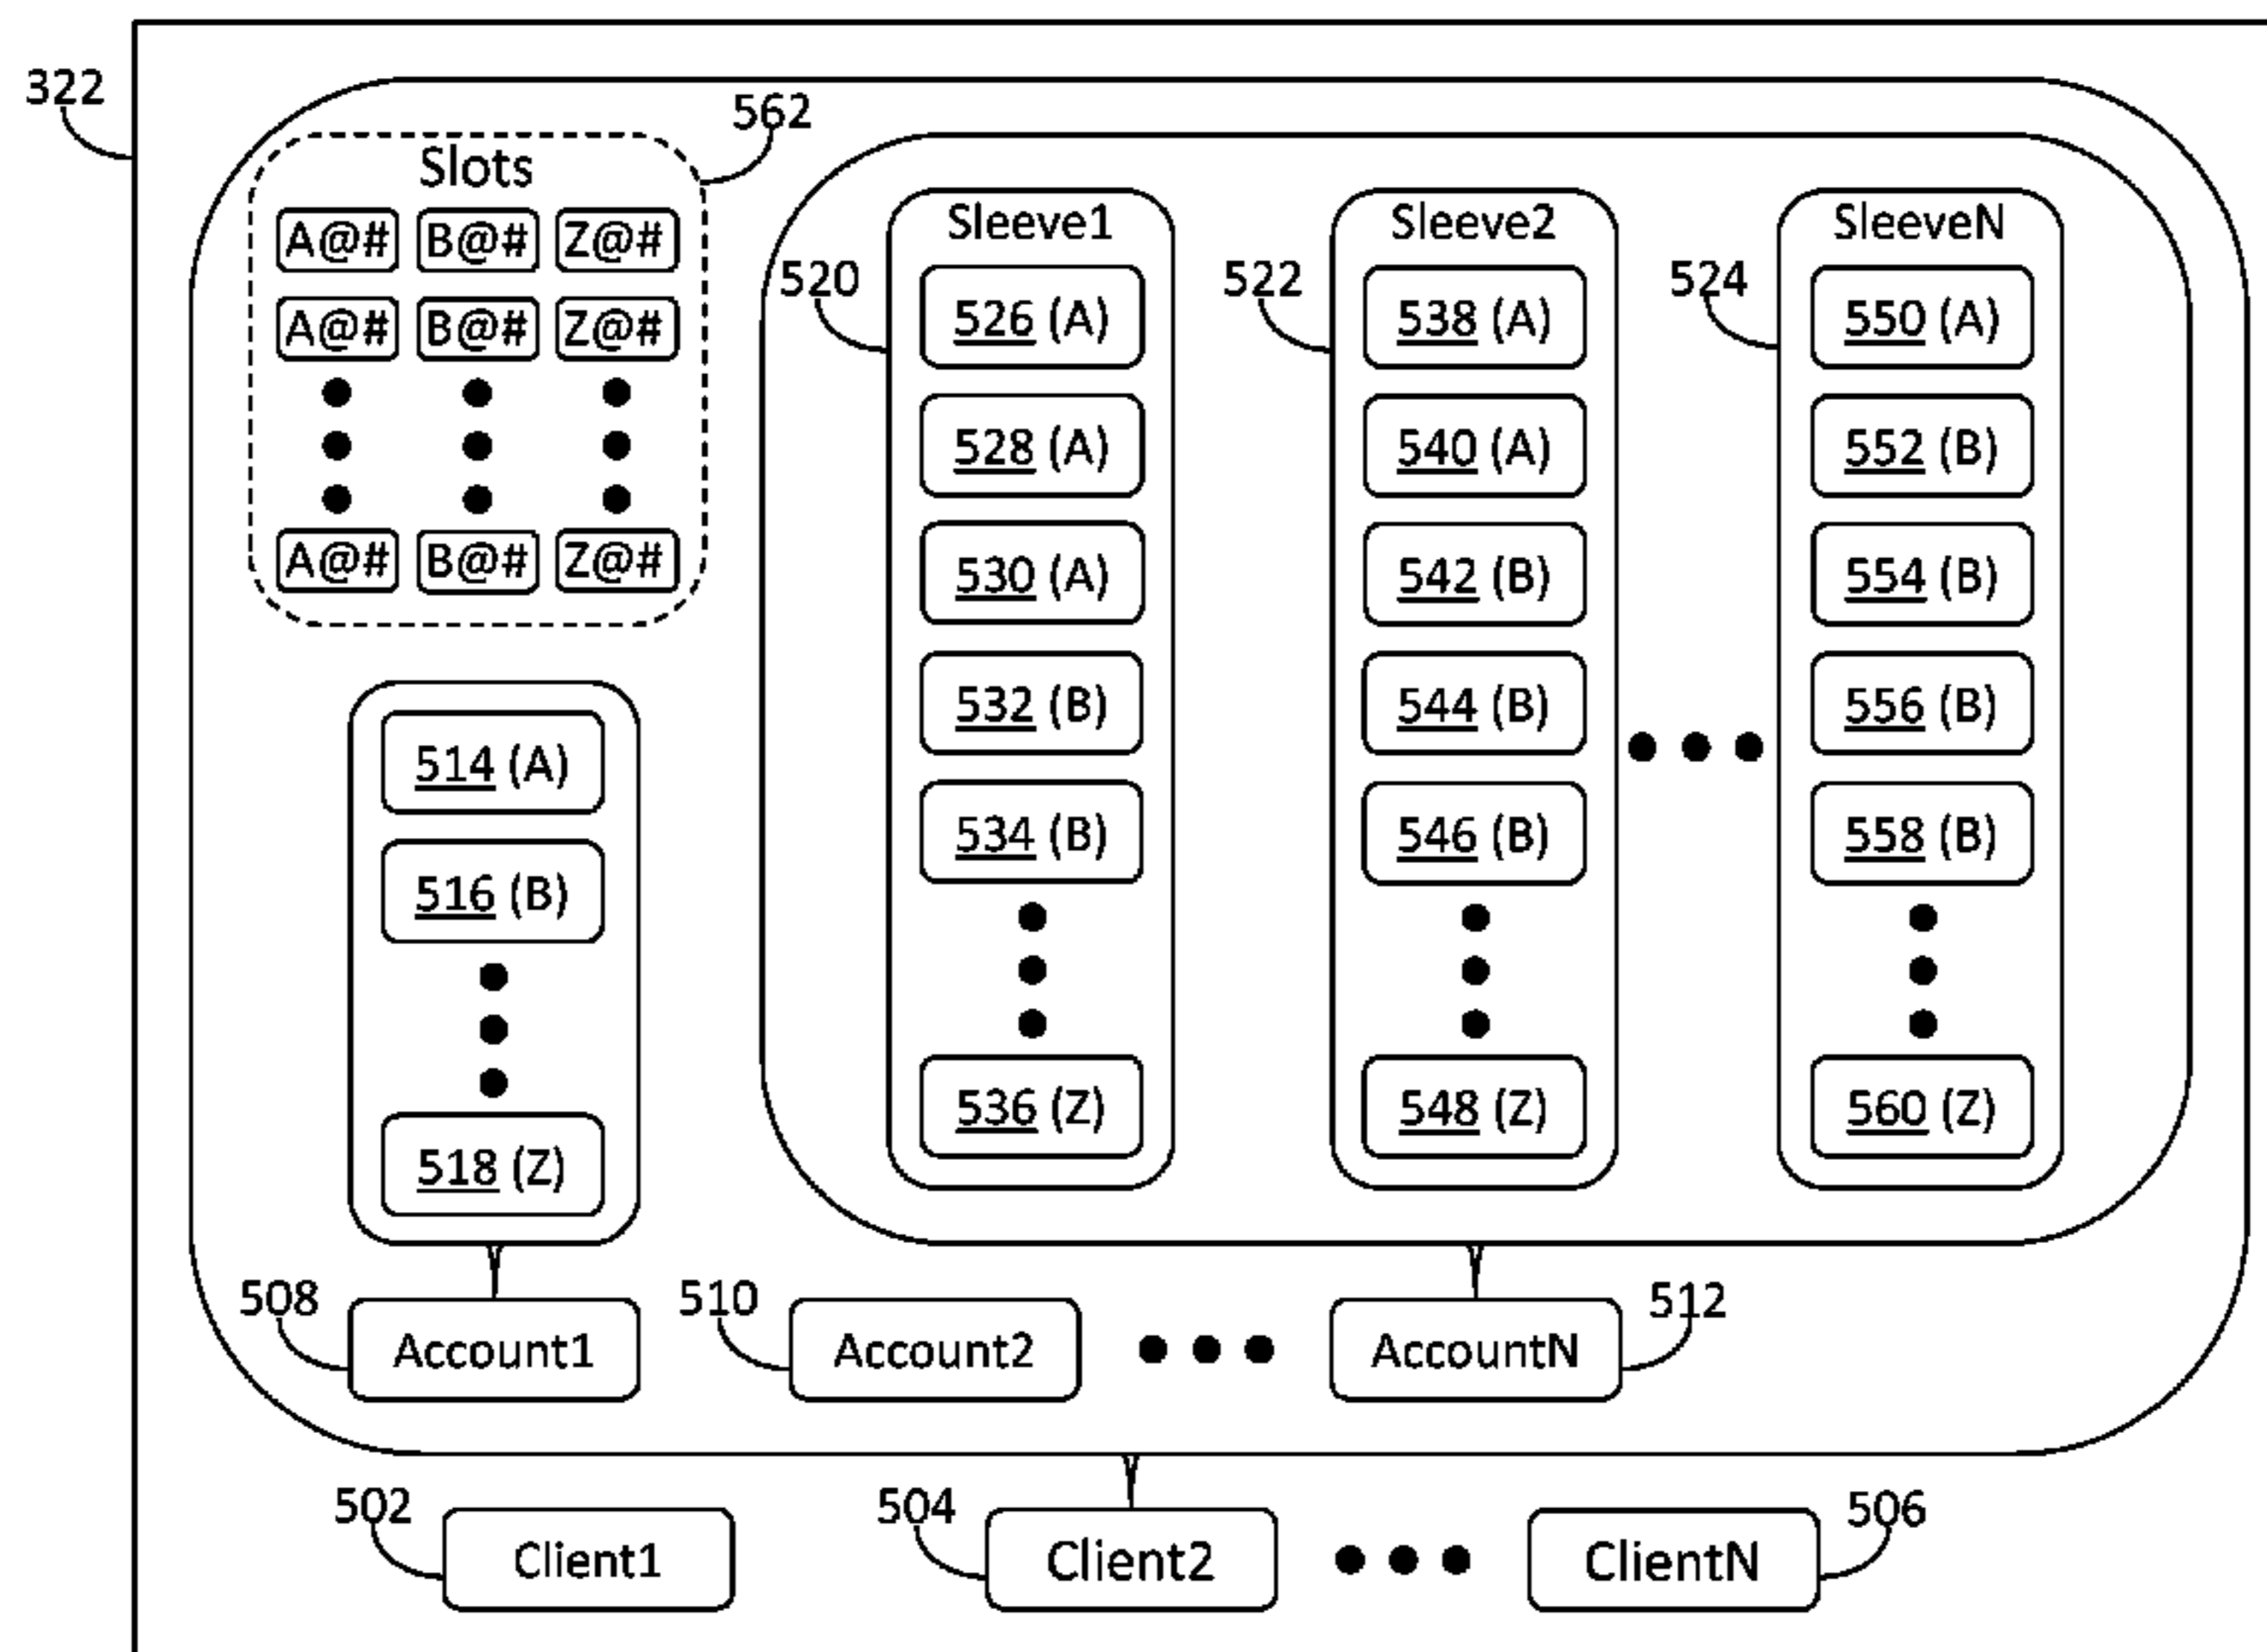 322
562
Slots
A@# B@# Z@#
A@# B@# Z@#
A@# B@# Z@#
514 (A)
516 (B)
518 (Z)
520
Sleeve1
526 (A)
528 (A)
530 (A)
532 (B)
534 (B)
536 (Z)
522
Sleeve2
538 (A)
540 (A)
542 (B)
544 (B)
546 (B)
548 (Z)
524
SleeveN
550 (A)
552 (B)
554 (B)
556 (B)
558 (B)
560 (Z)
508
Account1
510
Account2
AccountN
512
502
Client1
504
Client2
ClientN
506